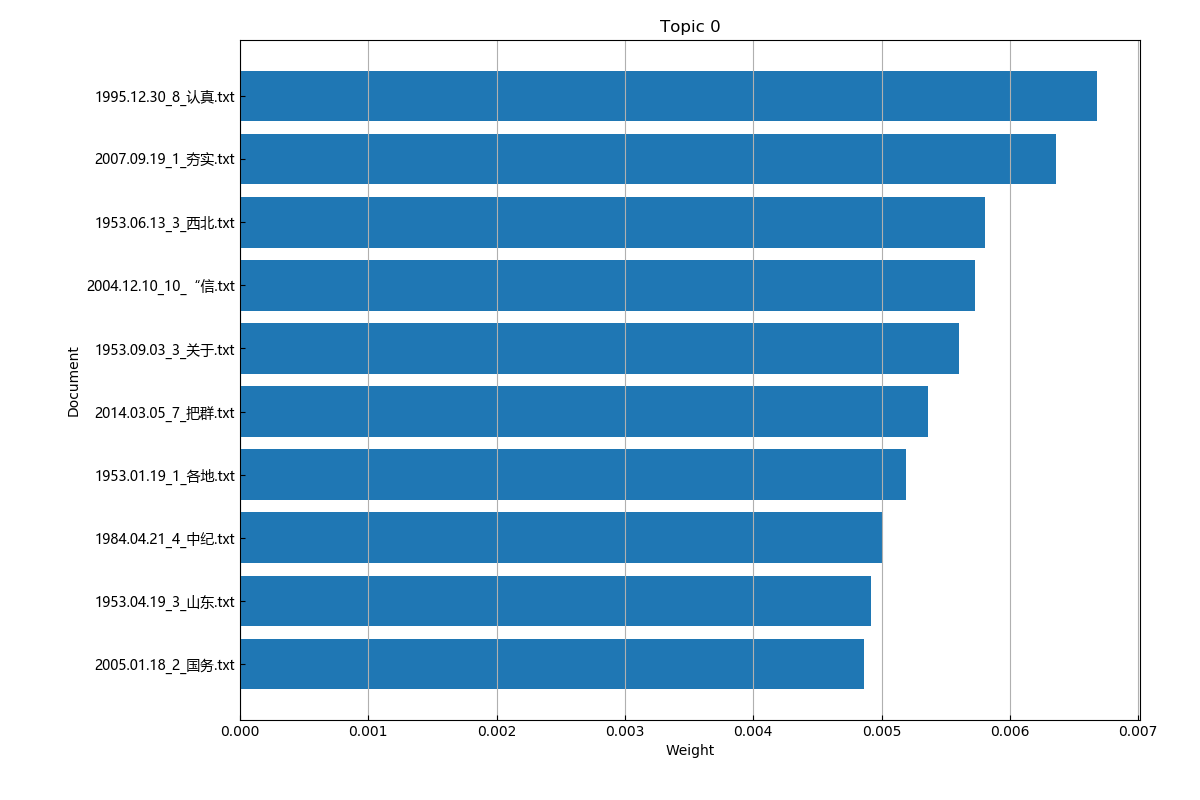 Topic 0
1995.12.30_8_认真.txt
2007.09.19_1_夯实.txt
1953.06.13_3_西北.txt
2004.12.10_10_“信.txt
1953.09.03_3_关于.txt
2014.03.05_7_把群.txt
1953.01.19_1_各地.txt
1984.04.21_4_中纪.txt
1953.04.19_3_山东.txt
2005.01.18_2_国务.txt
Document
0.000 0.001 0.002 0.003 0.004 0.005 0.006 0.007
Weight